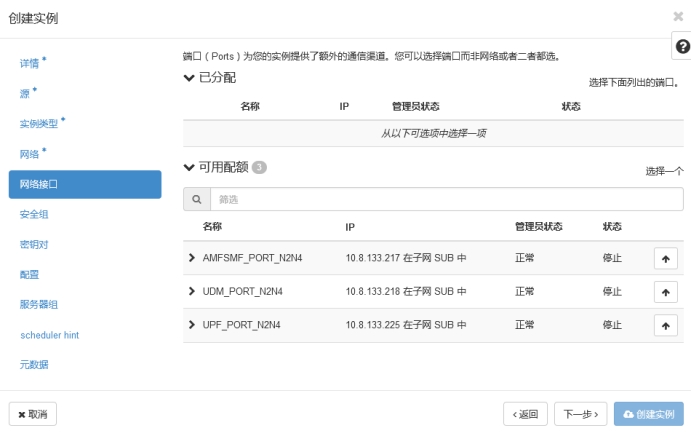 创建实例
详情 *
源 *
实例类型 *
网络 *
网络接口
安全组
密钥对
配置
服务器组
scheduler hint
元数据
端口 ( Ports ) 为您的实例提供了额外的通信渠道。您可以选择端口而非网络或者二者都选。
已分配
选择下面列出的端口。
名称 IP 管理员状态 状态
从以下可选项中选择一项
可用配额 3
选择一个
筛选
名称 IP 管理员状态 状态
AMFSMF_PORT_N2N4 10.8.133.217 在子网 SUB 中 正常 停止
UDM_PORT_N2N4 10.8.133.218 在子网 SUB 中 正常 停止
UPF_PORT_N2N4 10.8.133.225 在子网 SUB 中 正常 停止
取消 <返回 下一步> 创建实例